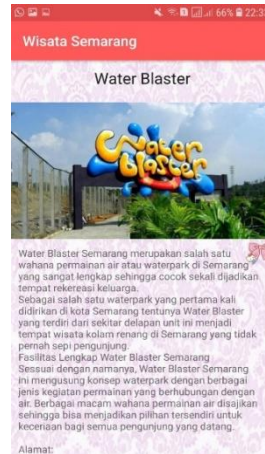 66% 22:3
Wisata Semarang
Water Blaster
Water
blaster
Water Blaster Semarang merupakan salah satu
wahana permainan air atau waterpark di Semarang
yang sangat lengkap sehingga cocok sekali dijadikan
tempat rekereasi keluarga.
Sebagai salah satu waterpark yang pertama kali
didirikan di kota Semarang tentunya Water Blaster
yang terdiri dari sekitar delapan unit ini menjadi
tempat wisata kolam renang di Semarang yang tidak
pernah sepi pengunjung.
Fasilitas Lengkap Water Blaster Semarang
Sessuai dengan namanya, Water Blaster Semarang
ini mengusung konsep waterpark dengan berbagai
jenis kegiatan permainan yang berhubungan dengan
air. Berbagai macam wahana permainan air disajikan
sehingga bisa menjadikan pilihan tersendiri untuk
keceriaan bagi semua pengunjung yang datang.
Alamat: